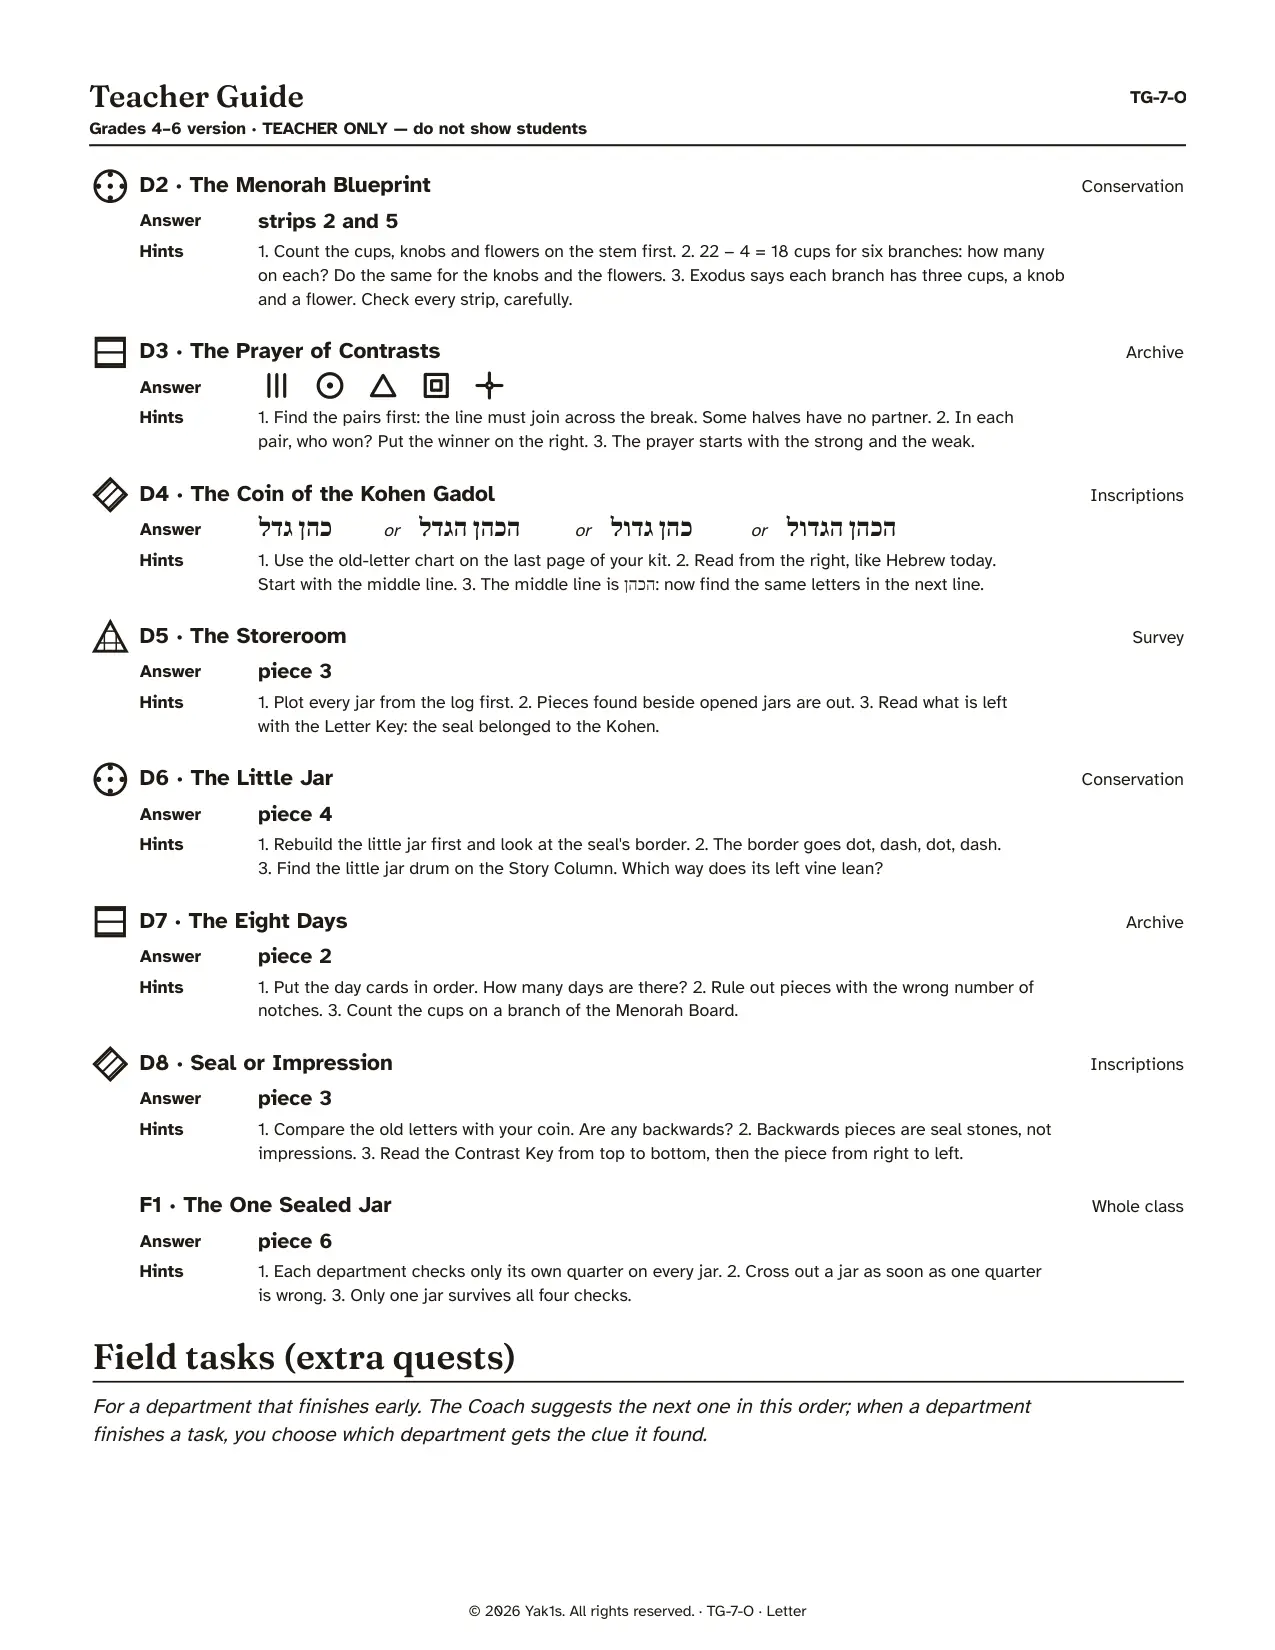 Teacher Guide
TG-7-O
Grades 4–6 version · TEACHER ONLY — do not show students
D2 · The Menorah Blueprint
Conservation
Answer strips 2 and 5
Hints 1. Count the cups, knobs and flowers on the stem first. 2. 22 – 4 = 18 cups for six branches: how many
on each? Do the same for the knobs and the flowers. 3. Exodus says each branch has three cups, a knob
and a flower. Check every strip, carefully.
D3 · The Prayer of Contrasts
Archive
Answer
Hints 1. Find the pairs first: the line must join across the break. Some halves have no partner. 2. In each
pair, who won? Put the winner on the right. 3. The prayer starts with the strong and the weak.
D4 · The Coin of the Kohen Gadol
Inscriptions
Answer כהן גדל or הכהן הגדל or כהן גדול or הכהן הגדול
Hints 1. Use the old-letter chart on the last page of your kit. 2. Read from the right, like Hebrew today.
Start with the middle line. 3. The middle line is הכהן: now find the same letters in the next line.
D5 · The Storeroom
Survey
Answer piece 3
Hints 1. Plot every jar from the log first. 2. Pieces found beside opened jars are out. 3. Read what is left
with the Letter Key: the seal belonged to the Kohen.
D6 · The Little Jar
Conservation
Answer piece 4
Hints 1. Rebuild the little jar first and look at the seal's border. 2. The border goes dot, dash, dot, dash.
3. Find the little jar drum on the Story Column. Which way does its left vine lean?
D7 · The Eight Days
Archive
Answer piece 2
Hints 1. Put the day cards in order. How many days are there? 2. Rule out pieces with the wrong number of
notches. 3. Count the cups on a branch of the Menorah Board.
D8 · Seal or Impression
Inscriptions
Answer piece 3
Hints 1. Compare the old letters with your coin. Are any backwards? 2. Backwards pieces are seal stones, not
impressions. 3. Read the Contrast Key from top to bottom, then the piece from right to left.
F1 · The One Sealed Jar
Whole class
Answer piece 6
Hints 1. Each department checks only its own quarter on every jar. 2. Cross out a jar as soon as one quarter
is wrong. 3. Only one jar survives all four checks.
Field tasks (extra quests)
For a department that finishes early. The Coach suggests the next one in this order; when a department
finishes a task, you choose which department gets the clue it found.
© 2026 Yak1s. All rights reserved. · TG-7-O · Letter